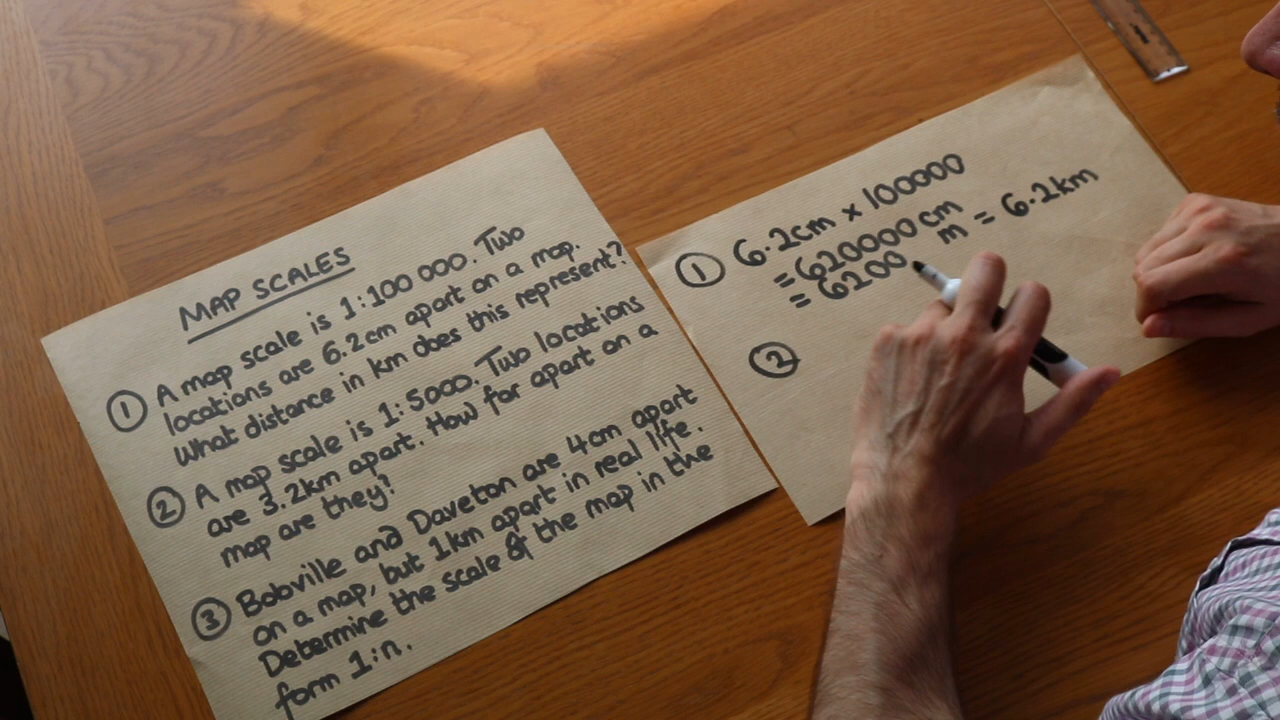 MAP SCALES
① A map scale is 1:100 000. Two
locations are 6.2cm apart on a map.
What distance in km does this represent?
② A map scale is 1:5000. Two locations
are 3.2km apart. How far apart on a
map are they?
③ Bobville and Daveton are 4cm apart
on a map, but 1km apart in real life.
Determine the scale of the map in the
form 1:n.
① 6.2cm × 100000
= 620000 cm
= 6200 m = 6.2km
②